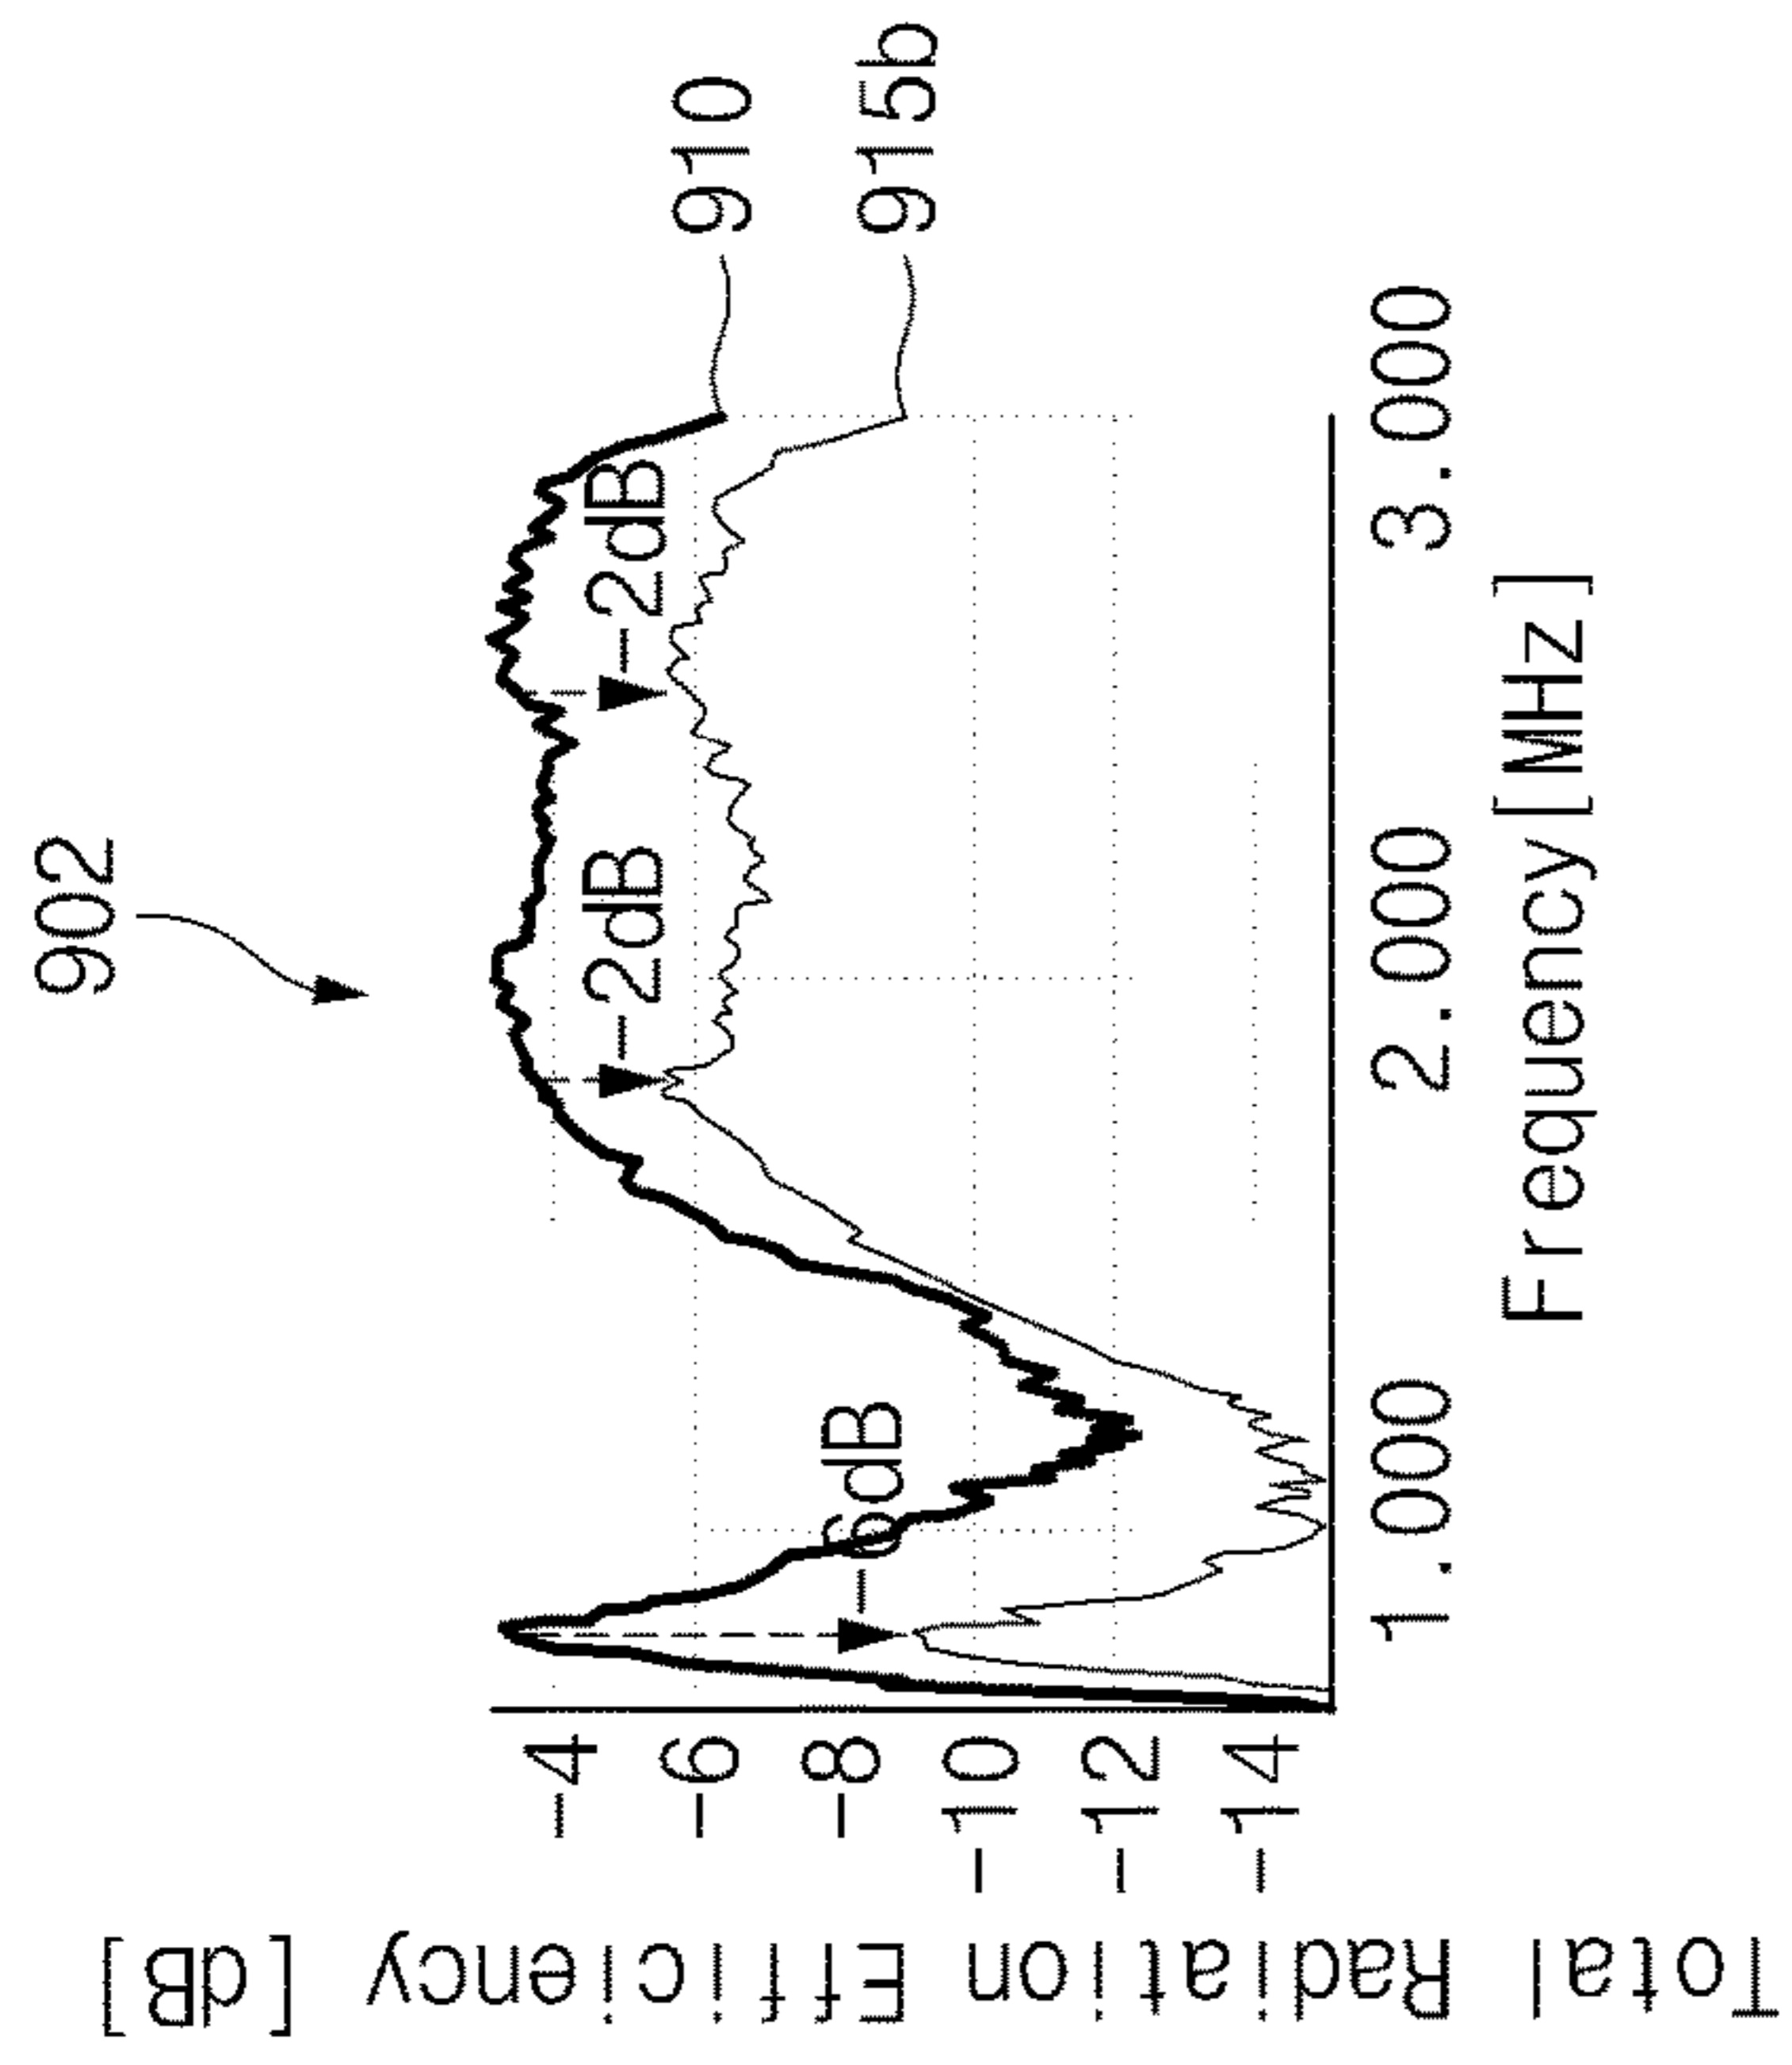 902
Total Radiation Efficiency [dB]
-4
-6
-8
-10
-12
-14
-6dB
-2dB
-2dB
910
915b
1.000
2.000
3.000
Frequency[MHz]